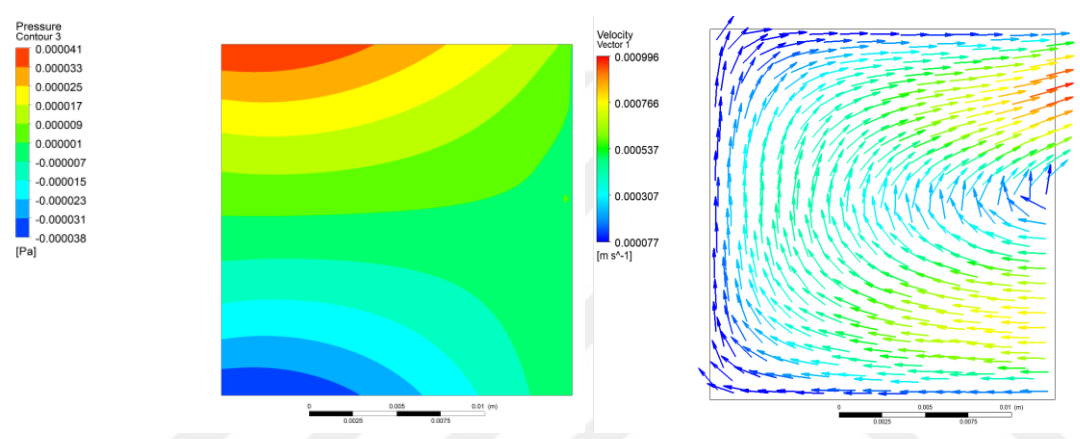 Pressure
Contour 3
0.000041
0.000033
0.000025
0.000017
0.000009
0.000001
-0.000007
-0.000015
-0.000023
-0.000031
-0.000038
[Pa]
0 0.005 0.01 (m)
0.0025 0.0075
Velocity
Vector 1
0.000996
0.000766
0.000537
0.000307
0.000077
[m s^-1]
0 0.005 0.01 (m)
0.0025 0.0075